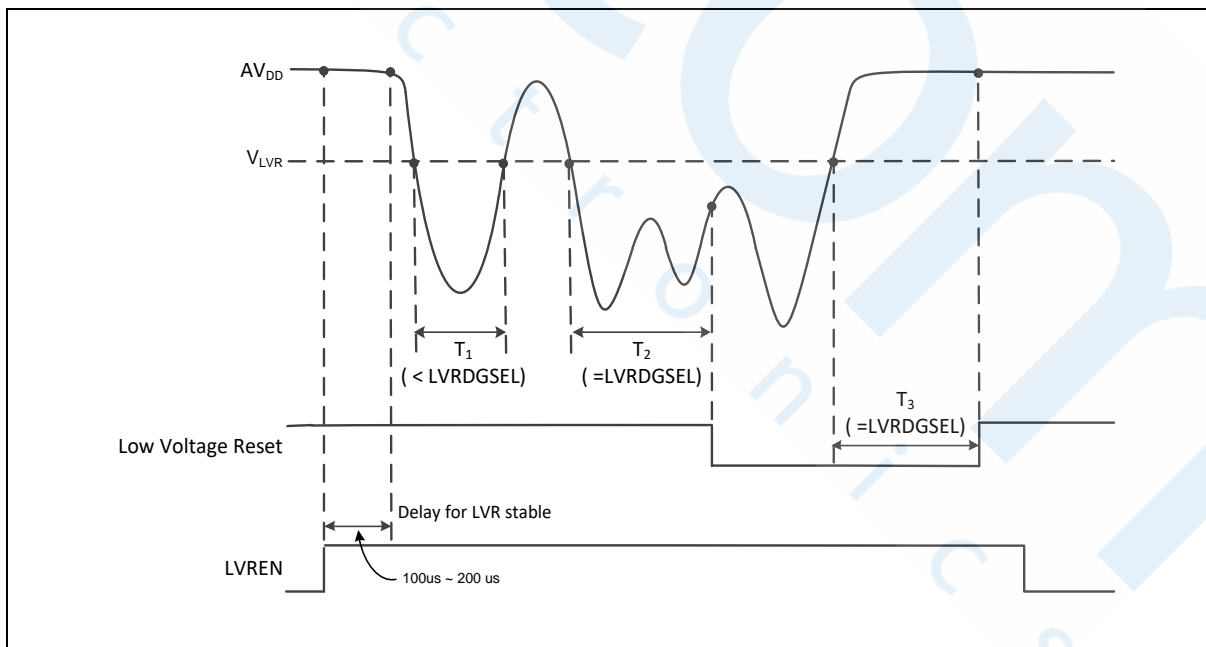 AVDD
VLVR
T1
( < LVRDGSEL)
T2
( =LVRDGSEL)
T3
( =LVRDGSEL)
Low Voltage Reset
Delay for LVR stable
LVREN
100us ~ 200 us